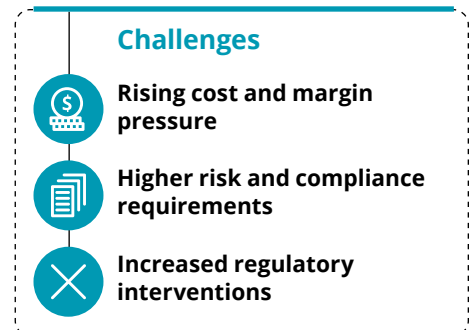 Challenges
$
Rising cost and margin
pressure
Higher risk and compliance
requirements
Increased regulatory
interventions